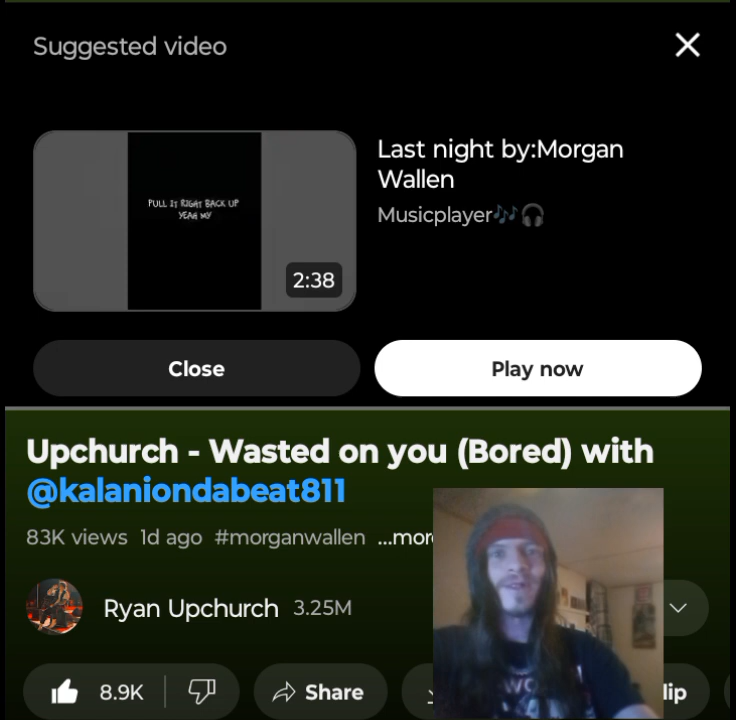 Suggested video
PULL IT RIGHT BACK UP
YEAH MY
2:38
Last night by:Morgan
Wallen
Musicplayer🎶🎧
Close
Play now
Upchurch - Wasted on you (Bored) with
@kalaniondabeat811
83K views 1d ago #morganwallen ...mor
Ryan Upchurch 3.25M
8.9K
Share
lip